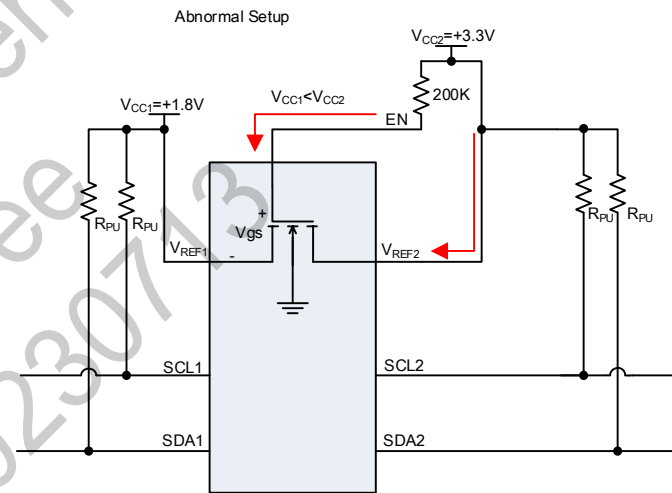 Abnormal Setup
VCC2=+3.3V
VCC1=+1.8V
VCC1<VCC2
200K
EN
RPU
RPU
RPU
RPU
+
Vgs
-
VREF1
VREF2
SCL1
SCL2
SDA1
SDA2
20230713